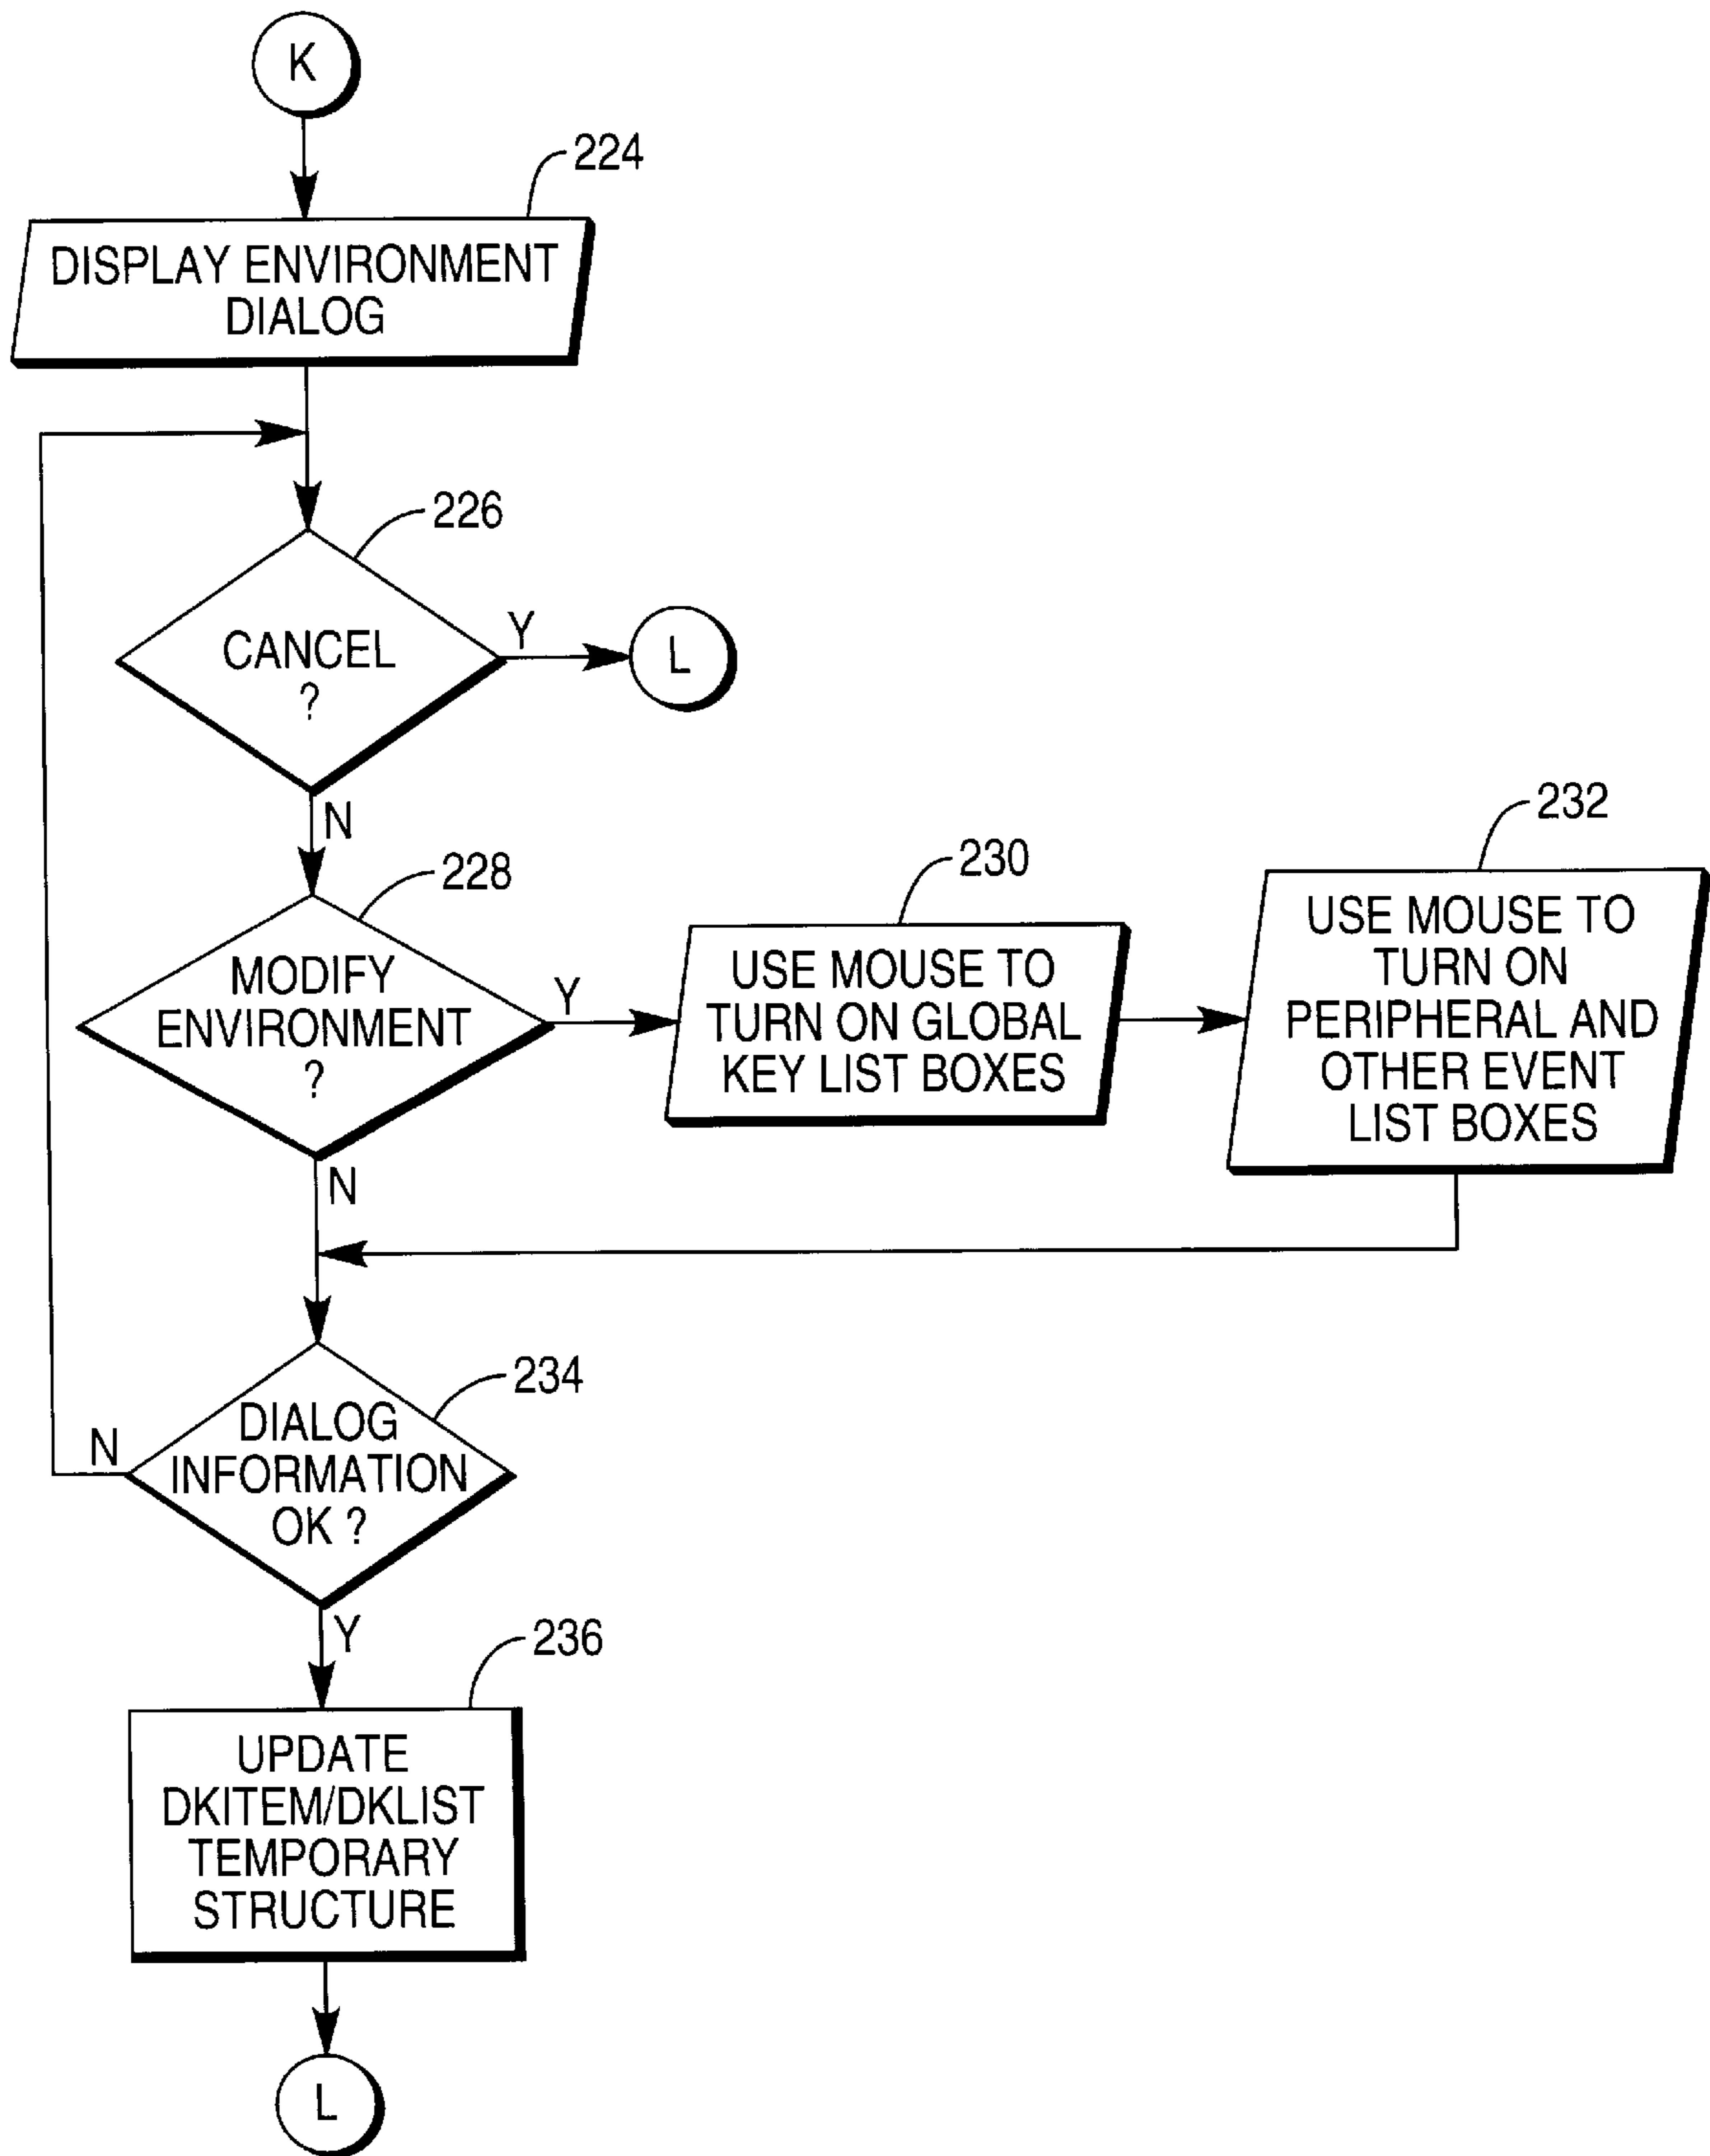 K
224
DISPLAY ENVIRONMENT
DIALOG
226
CANCEL
?
Y
L
N
228
MODIFY
ENVIRONMENT
?
Y
230
USE MOUSE TO
TURN ON GLOBAL
KEY LIST BOXES
232
USE MOUSE TO
TURN ON
PERIPHERAL AND
OTHER EVENT
LIST BOXES
N
234
DIALOG
INFORMATION
OK ?
N
Y
236
UPDATE
DKITEM/DKLIST
TEMPORARY
STRUCTURE
L